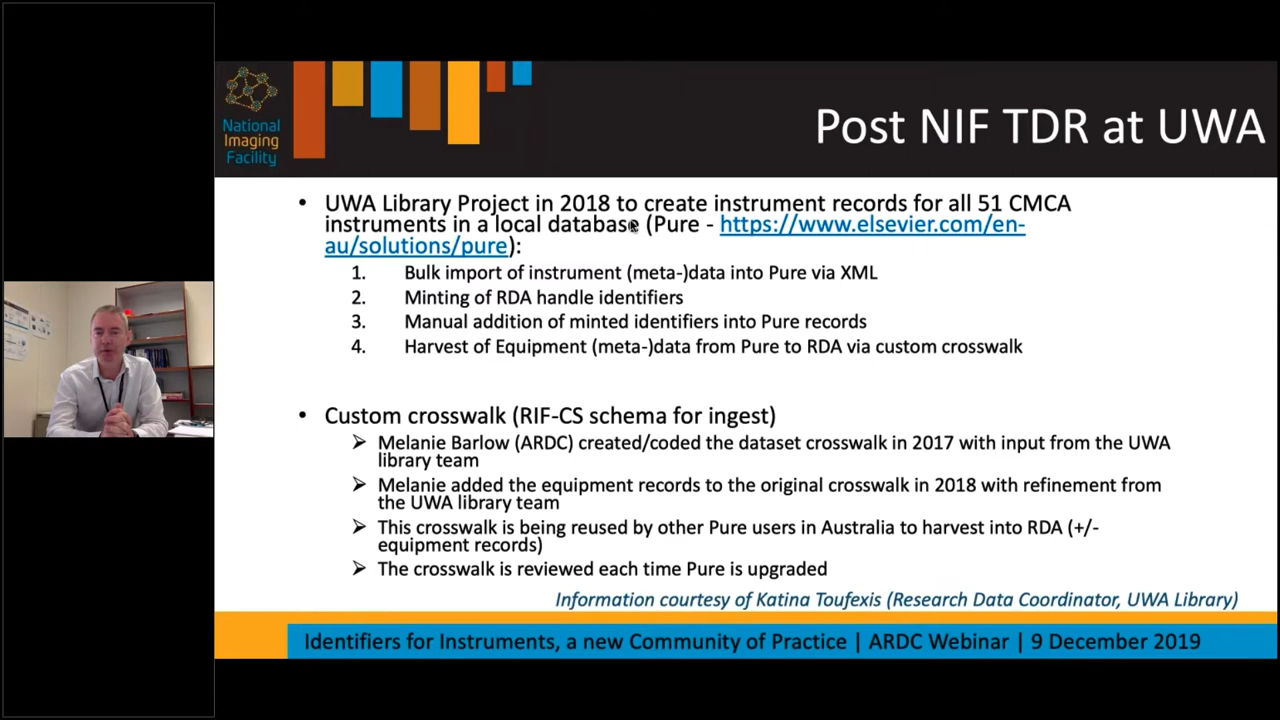 National
Imaging
Facility
Post NIF TDR at UWA
• UWA Library Project in 2018 to create instrument records for all 51 CMCA
instruments in a local database (Pure - https://www.elsevier.com/en-
au/solutions/pure):
1. Bulk import of instrument (meta-)data into Pure via XML
2. Minting of RDA handle identifiers
3. Manual addition of minted identifiers into Pure records
4. Harvest of Equipment (meta-)data from Pure to RDA via custom crosswalk
• Custom crosswalk (RIF-CS schema for ingest)
➢ Melanie Barlow (ARDC) created/coded the dataset crosswalk in 2017 with input from the UWA
library team
➢ Melanie added the equipment records to the original crosswalk in 2018 with refinement from
the UWA library team
➢ This crosswalk is being reused by other Pure users in Australia to harvest into RDA (+/-
equipment records)
➢ The crosswalk is reviewed each time Pure is upgraded
Information courtesy of Katina Toufexis (Research Data Coordinator, UWA Library)
Identifiers for Instruments, a new Community of Practice | ARDC Webinar | 9 December 2019